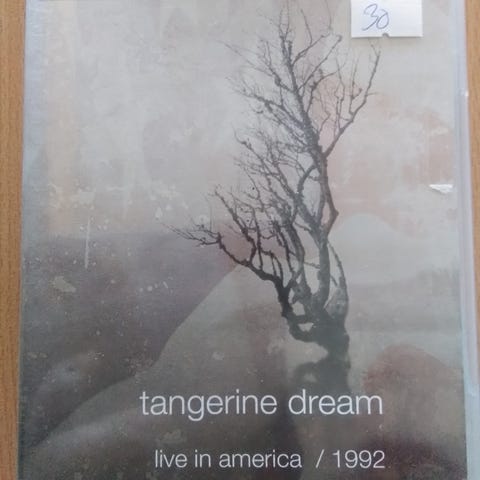 30
tangerine dream
live in america / 1992